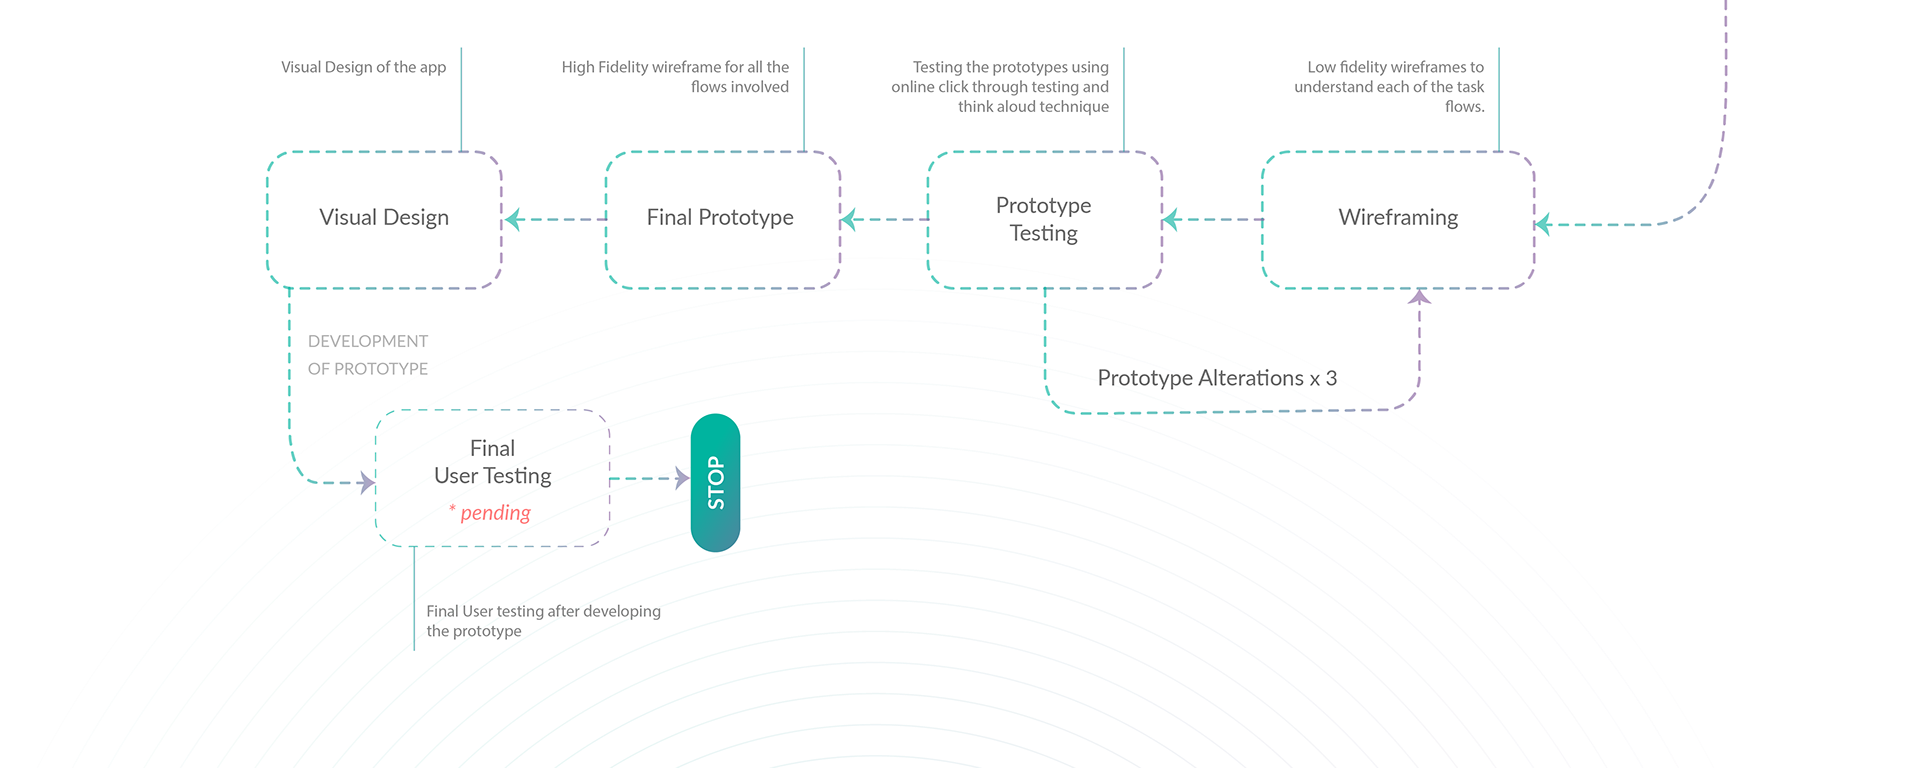 Visual Design of the app
High Fidelity wireframe for all the
flows involved
Testing the prototypes using
online click through testing and
think aloud technique
Low fidelity wireframes to
understand each of the task
flows.
Visual Design
Final Prototype
Prototype
Testing
Wireframing
DEVELOPMENT
OF PROTOTYPE
Prototype Alterations x 3
Final
User Testing
* pending
STOP
Final User testing after developing
the prototype